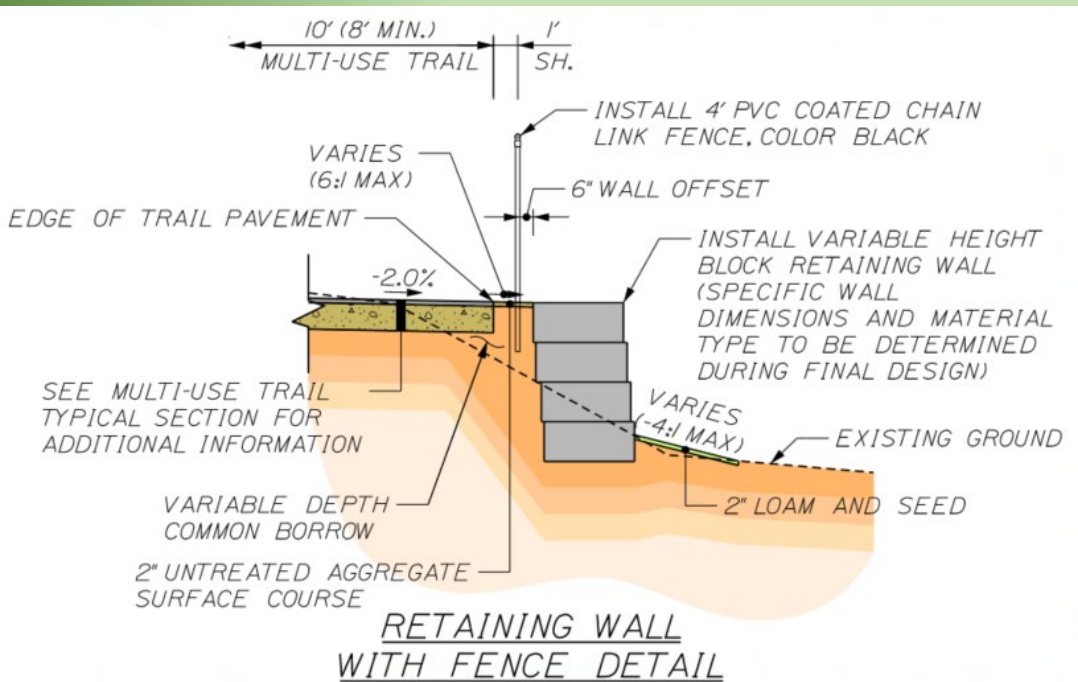 10' (8' MIN.)
MULTI-USE TRAIL
1'
SH.
INSTALL 4' PVC COATED CHAIN
LINK FENCE, COLOR BLACK
VARIES
(6:1 MAX)
6" WALL OFFSET
EDGE OF TRAIL PAVEMENT
INSTALL VARIABLE HEIGHT
BLOCK RETAINING WALL
(SPECIFIC WALL
DIMENSIONS AND MATERIAL
TYPE TO BE DETERMINED
DURING FINAL DESIGN)
-2.0%
SEE MULTI-USE TRAIL
TYPICAL SECTION FOR
ADDITIONAL INFORMATION
VARIES
(-4:1 MAX)
EXISTING GROUND
VARIABLE DEPTH
COMMON BORROW
2" LOAM AND SEED
2" UNTREATED AGGREGATE
SURFACE COURSE
RETAINING WALL
WITH FENCE DETAIL